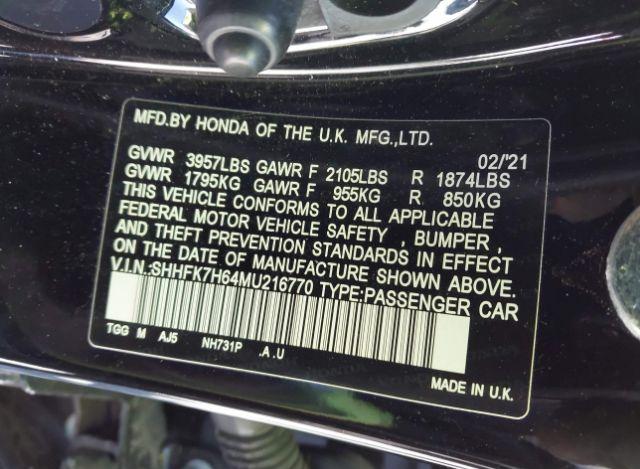 MFD.BY HONDA OF THE U.K. MFG.,LTD.
02/'21
GVWR 3957LBS GAWR F 2105LBS R 1874LBS
GVWR 1795KG GAWR F 955KG R 850KG
THIS VEHICLE CONFORMS TO ALL APPLICABLE
FEDERAL MOTOR VEHICLE SAFETY , BUMPER ,
AND THEFT PREVENTION STANDARDS IN EFFECT
ON THE DATE OF MANUFACTURE SHOWN ABOVE.
V.I.N.:SHHFK7H64MU216770 TYPE:PASSENGER CAR
TGG M AJ5 NH731P .A.U
MADE IN U.K.